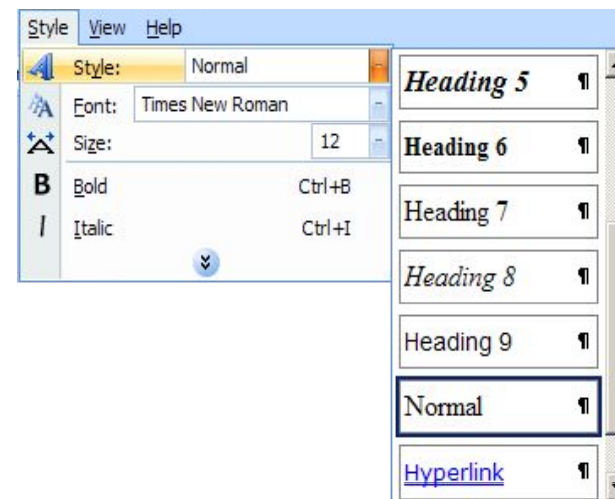 Style View Help
Style: Normal
Font: Times New Roman
Size: 12
B Bold Ctrl+B
I Italic Ctrl+I
Heading 5 ¶
Heading 6 ¶
Heading 7 ¶
Heading 8 ¶
Heading 9 ¶
Normal ¶
Hyperlink ¶